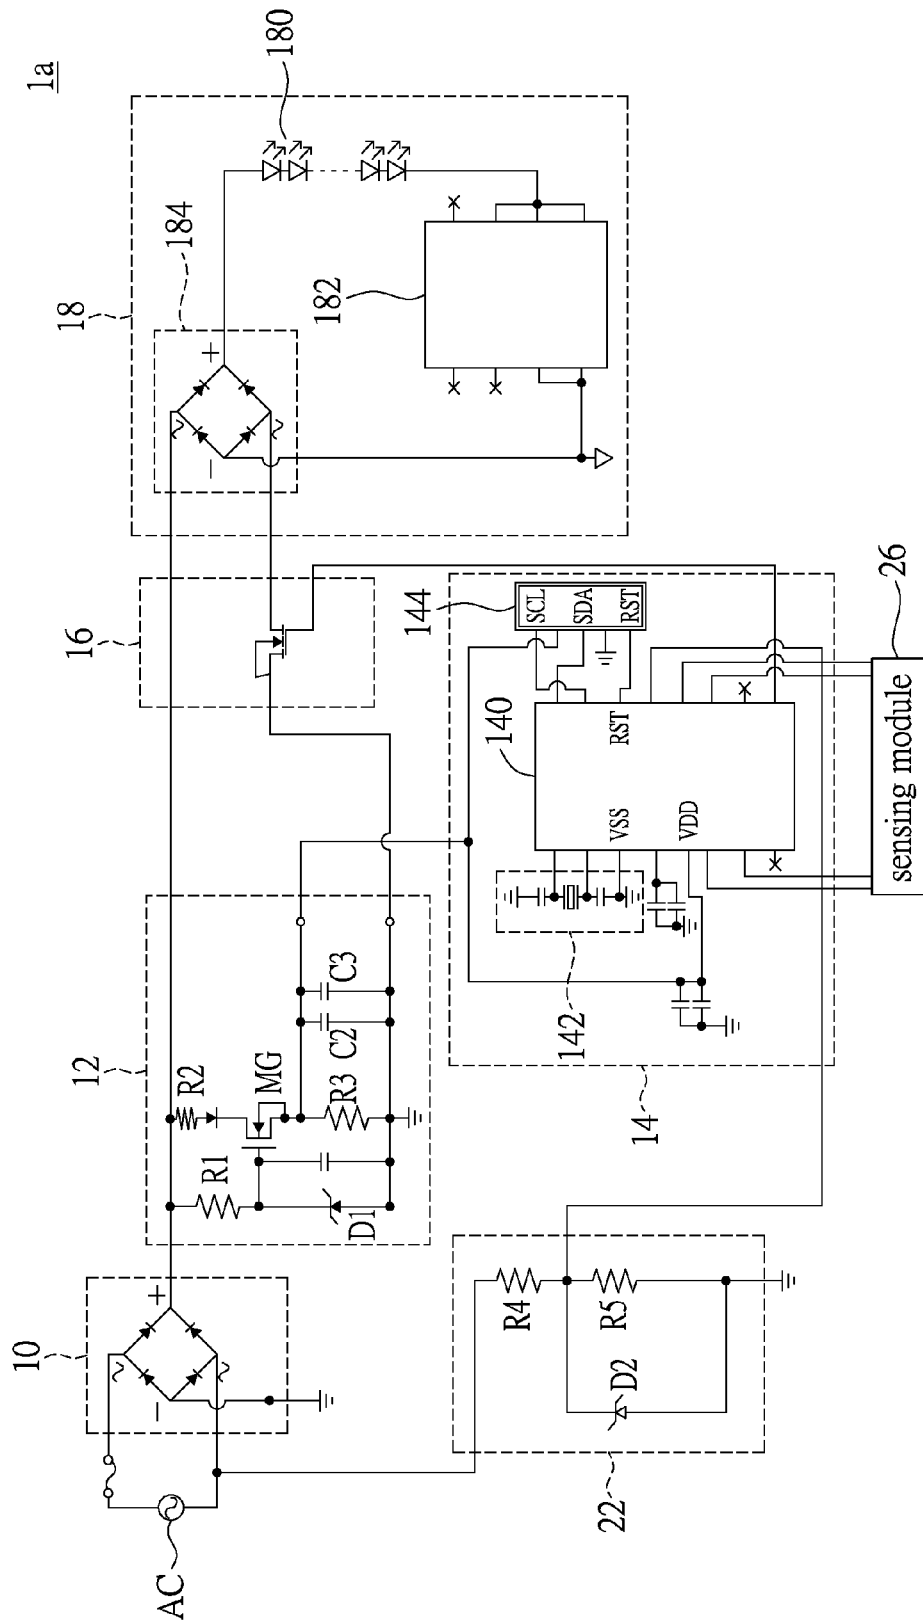 1a
10
12
16
18
184
180
182
R1
R2
MG
D1
R3
C2
C3
AC
+
−
∼
∼
+
−
∼
∼
22
R4
R5
D2
14
142
140
144
VSS
VDD
RST
SCL
SDA
RST
26
sensing module